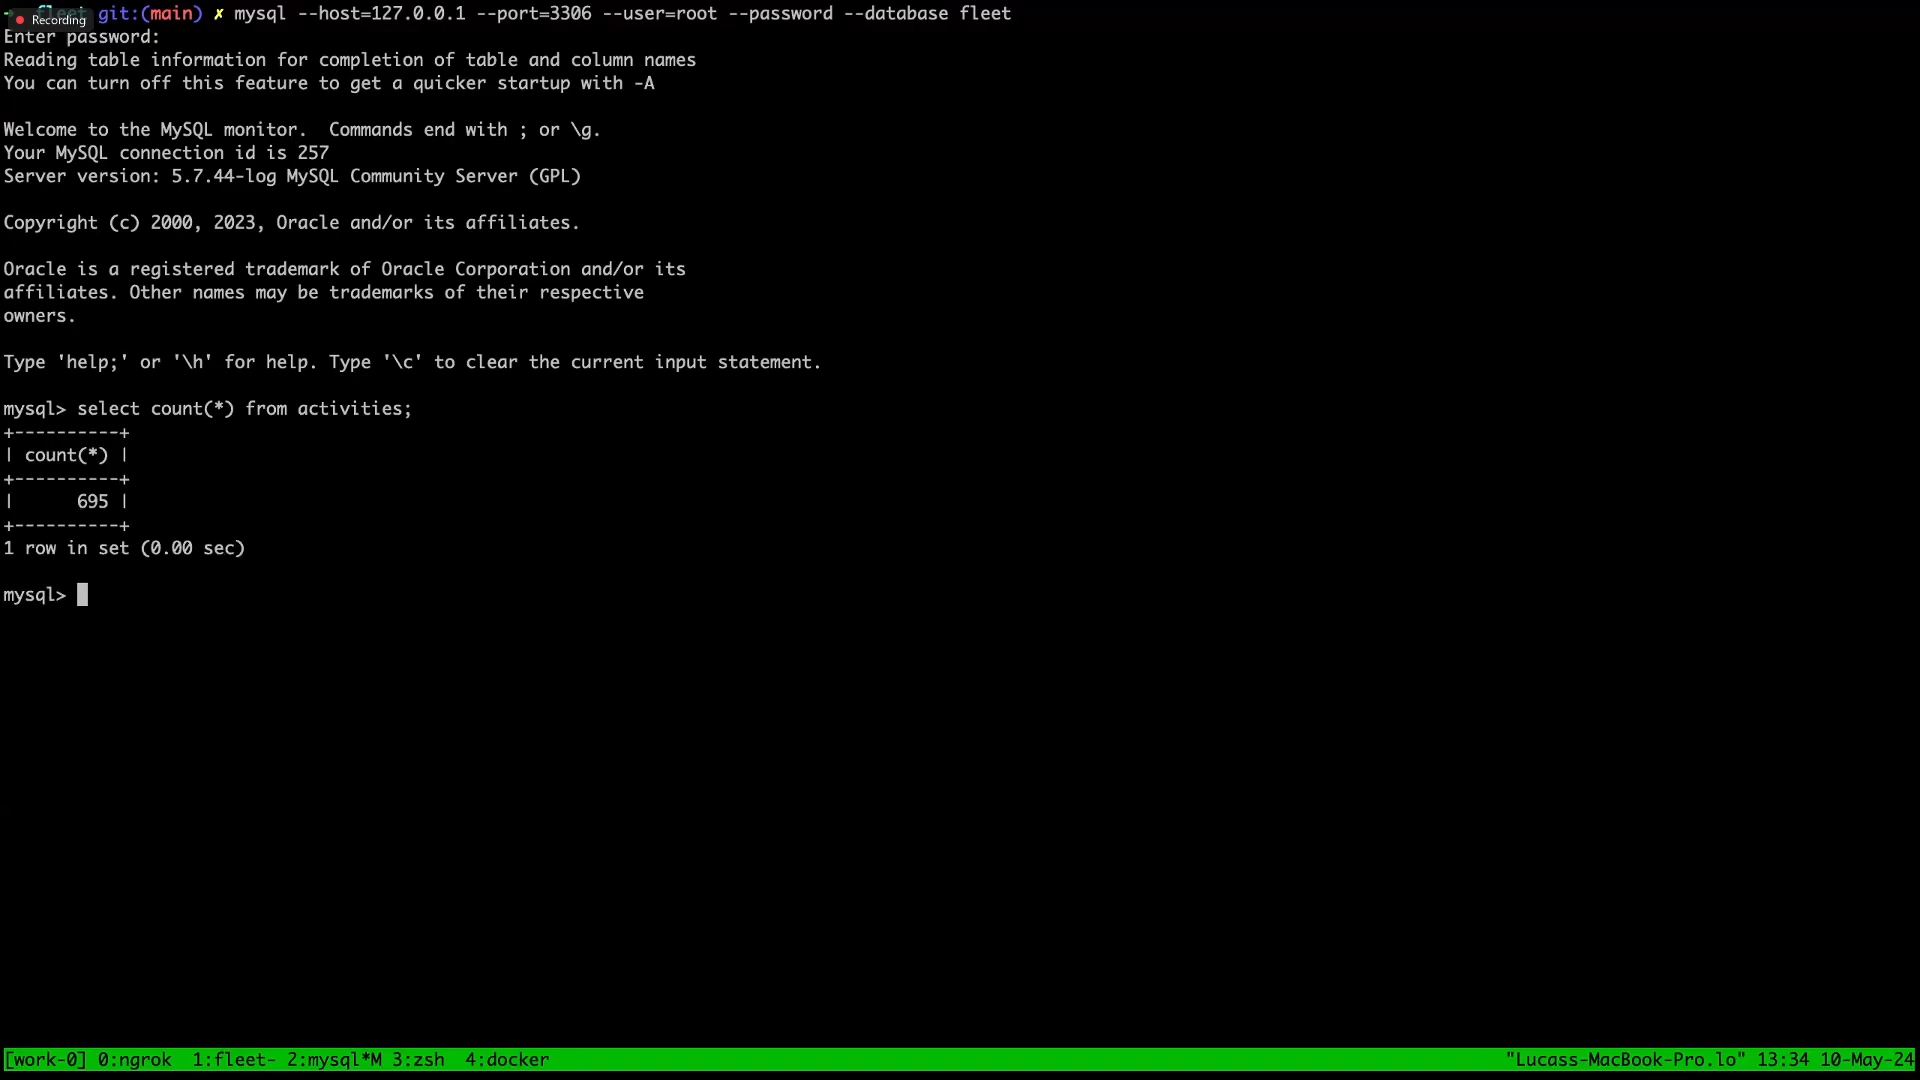 fleet git:(main) ✗ mysql --host=127.0.0.1 --port=3306 --user=root --password --database fleet
Recording
Enter password:
Reading table information for completion of table and column names
You can turn off this feature to get a quicker startup with -A
Welcome to the MySQL monitor.  Commands end with ; or \g.
Your MySQL connection id is 257
Server version: 5.7.44-log MySQL Community Server (GPL)
Copyright (c) 2000, 2023, Oracle and/or its affiliates.
Oracle is a registered trademark of Oracle Corporation and/or its
affiliates. Other names may be trademarks of their respective
owners.
Type 'help;' or '\h' for help. Type '\c' to clear the current input statement.
mysql> select count(*) from activities;
+----------+
| count(*) |
+----------+
|      695 |
+----------+
1 row in set (0.00 sec)
mysql>
[work-0] 0:ngrok  1:fleet- 2:mysql*M 3:zsh  4:docker "Lucass-MacBook-Pro.lo" 13:34 10-May-24